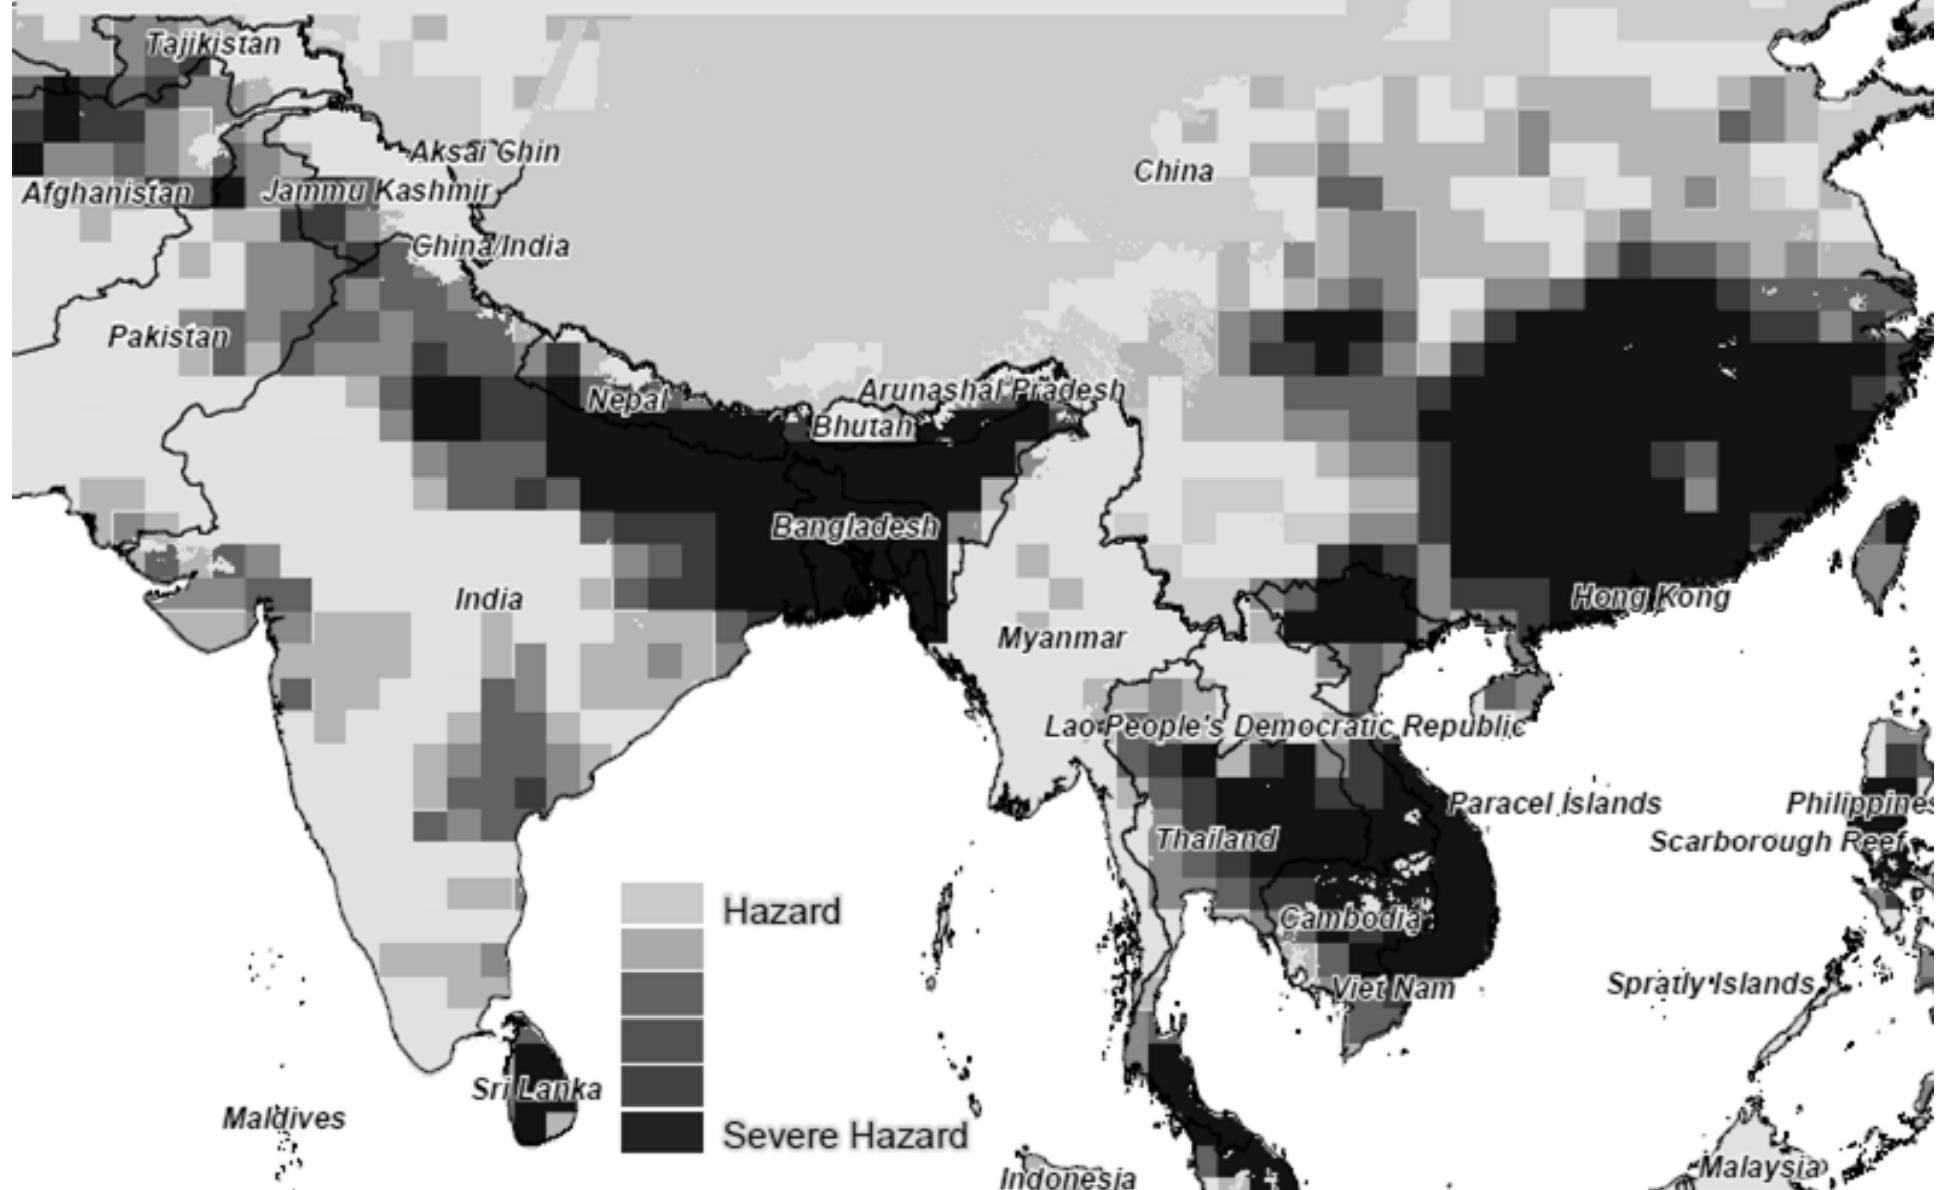 Tajikistan
Aksai Chin
China
Afghanistan
Jammu Kashmir
China/India
Pakistan
Nepal
Arunashal Pradesh
Bhutan
Bangladesh
India
Hong Kong
Myanmar
Lao People's Democratic Republic
Paracel Islands
Philippines
Thailand
Scarborough Reef
Hazard
Cambodia
Viet Nam
Spratly Islands
Sri Lanka
Maldives
Severe Hazard
Indonesia
Malaysia